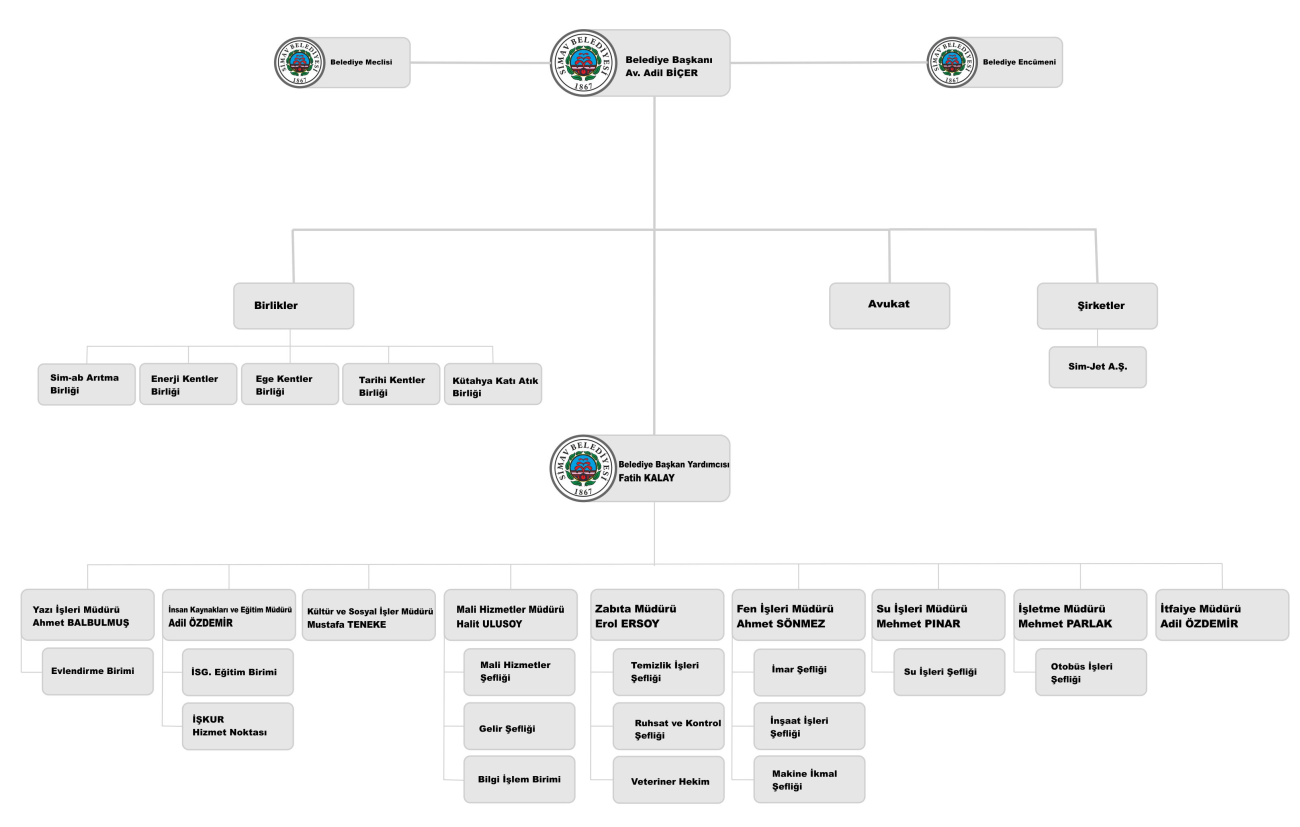 SİMAV BELEDİYESİ
1867
Belediye Meclisi
SİMAV BELEDİYESİ
1867
Belediye Başkanı
Av. Adil BİÇER
SİMAV BELEDİYESİ
1867
Belediye Encümeni
Birlikler
Avukat
Şirketler
Sim-ab Arıtma
Birliği
Enerji Kentler
Birliği
Ege Kentler
Birliği
Tarihi Kentler
Birliği
Kütahya Katı Atık
Birliği
Sim-Jet A.Ş.
SİMAV BELEDİYESİ
1867
Belediye Başkan Yardımcısı
Fatih KALAY
Yazı İşleri Müdürü
Ahmet BALBULMUŞ
İnsan Kaynakları ve Eğitim Müdürü
Adil ÖZDEMİR
Kültür ve Sosyal İşler Müdürü
Mustafa TENEKE
Mali Hizmetler Müdürü
Halit ULUSOY
Zabıta Müdürü
Erol ERSOY
Fen İşleri Müdürü
Ahmet SÖNMEZ
Su İşleri Müdürü
Mehmet PINAR
İşletme Müdürü
Mehmet PARLAK
İtfaiye Müdürü
Adil ÖZDEMİR
Evlendirme Birimi
İSG. Eğitim Birimi
Mali Hizmetler
Şefliği
Temizlik İşleri
Şefliği
İmar Şefliği
Su İşleri Şefliği
Otobüs İşleri
Şefliği
İŞKUR
Hizmet Noktası
Gelir Şefliği
Ruhsat ve Kontrol
Şefliği
İnşaat İşleri
Şefliği
Bilgi İşlem Birimi
Veteriner Hekim
Makine İkmal
Şefliği